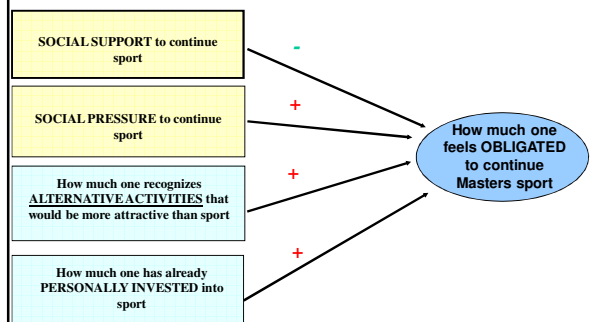 SOCIAL SUPPORT to continue
sport
-
SOCIAL PRESSURE to continue
sport
+
How much one recognizes
ALTERNATIVE ACTIVITIES that
would be more attractive than sport
+
How much one has already
PERSONALLY INVESTED into
sport
+
How much one
feels OBLIGATED
to continue
Masters sport